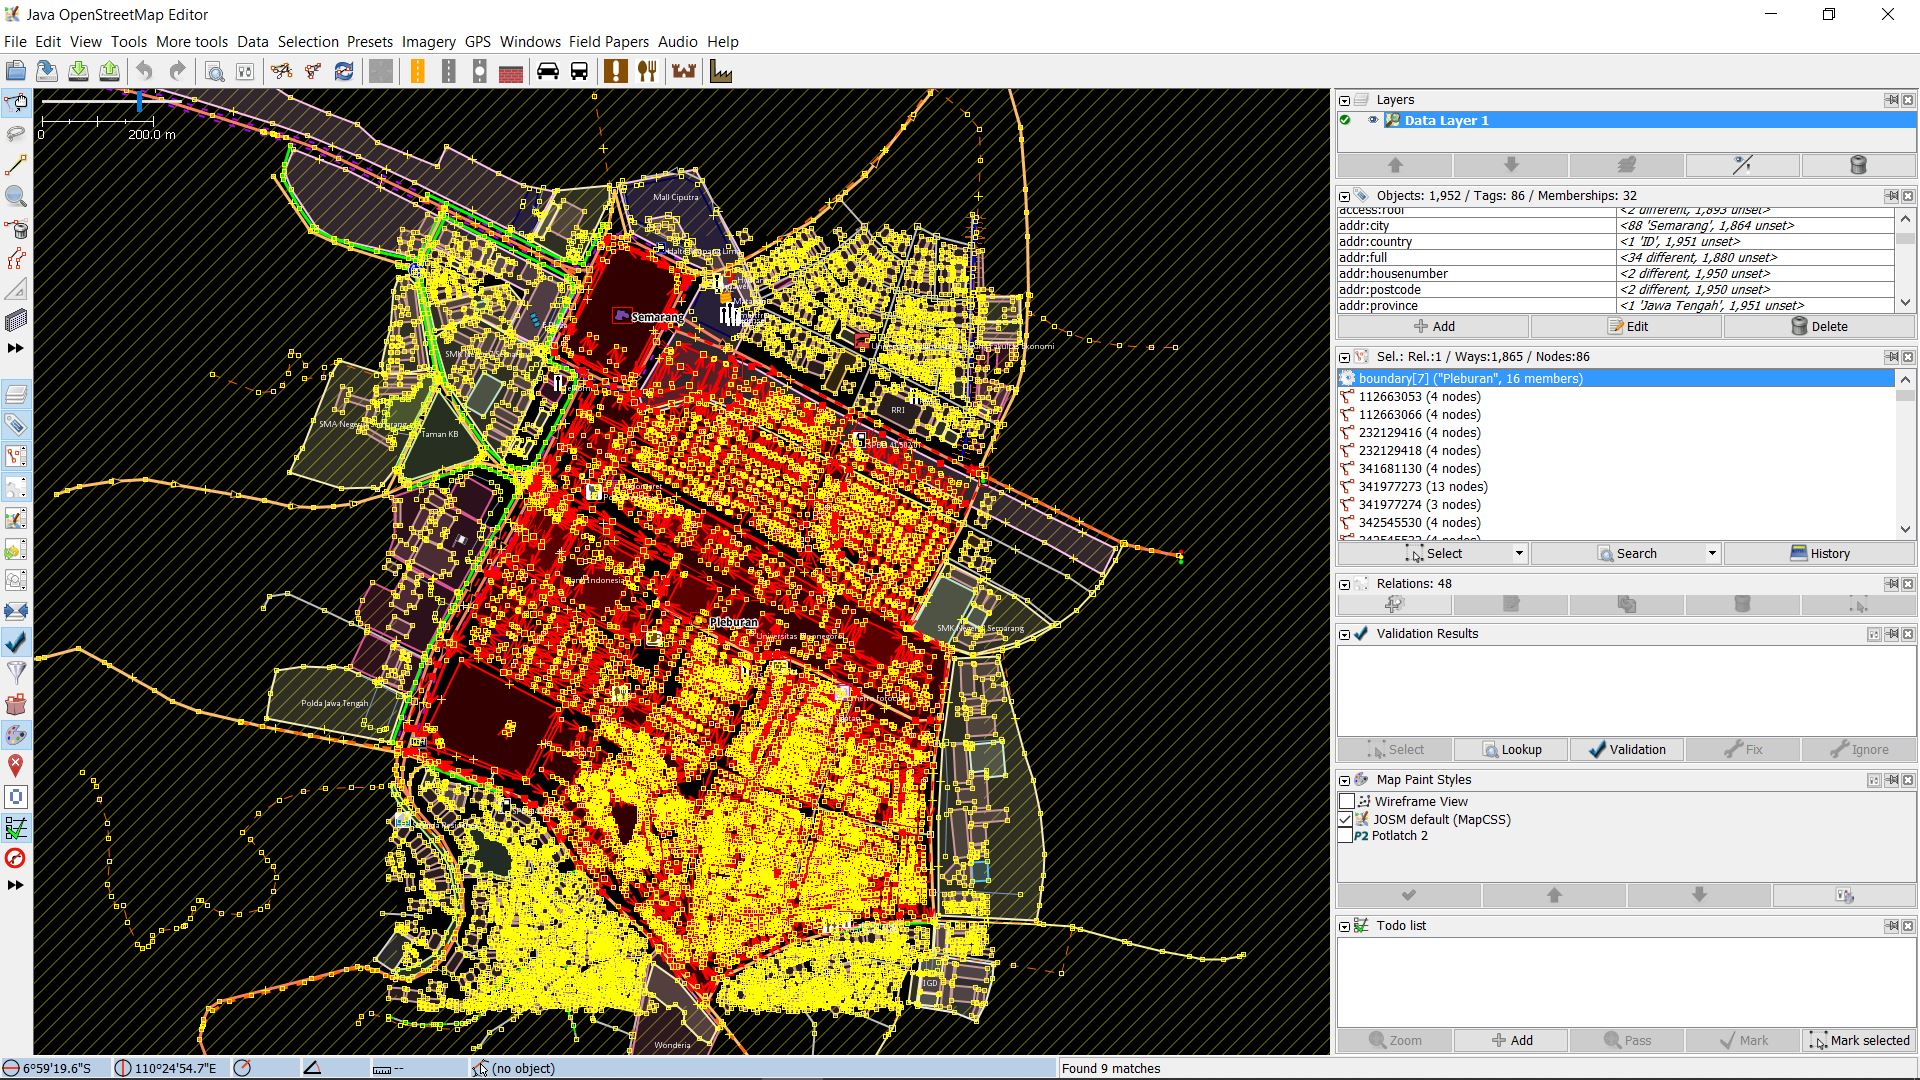 Java OpenStreetMap Editor
File Edit View Tools More tools Data Selection Presets Imagery GPS Windows Field Papers Audio Help
0 200.0 m
Mall Ciputra
Semarang
RRI
Taman KB
Pleburan
Polda Jawa Tengah
IGD
Wonderia
Layers
Data Layer 1
Objects: 1,952 / Tags: 86 / Memberships: 32
access:roof <2 different, 1,893 unset>
addr:city <88 'Semarang', 1,864 unset>
addr:country <1 'ID', 1,951 unset>
addr:full <34 different, 1,880 unset>
addr:housenumber <2 different, 1,950 unset>
addr:postcode <2 different, 1,950 unset>
addr:province <1 'Jawa Tengah', 1,951 unset>
Add Edit Delete
Sel.: Rel.:1 / Ways:1,865 / Nodes:86
boundary[7] ("Pleburan", 16 members)
112663053 (4 nodes)
112663066 (4 nodes)
232129416 (4 nodes)
232129418 (4 nodes)
341681130 (4 nodes)
341977273 (13 nodes)
341977274 (3 nodes)
342545530 (4 nodes)
Select Search History
Relations: 48
Validation Results
Select Lookup Validation Fix Ignore
Map Paint Styles
Wireframe View
JOSM default (MapCSS)
P2 Potlatch 2
Todo list
Zoom Add Pass Mark Mark selected
6°59'19.6"S 110°24'54.7"E -- (no object) Found 9 matches